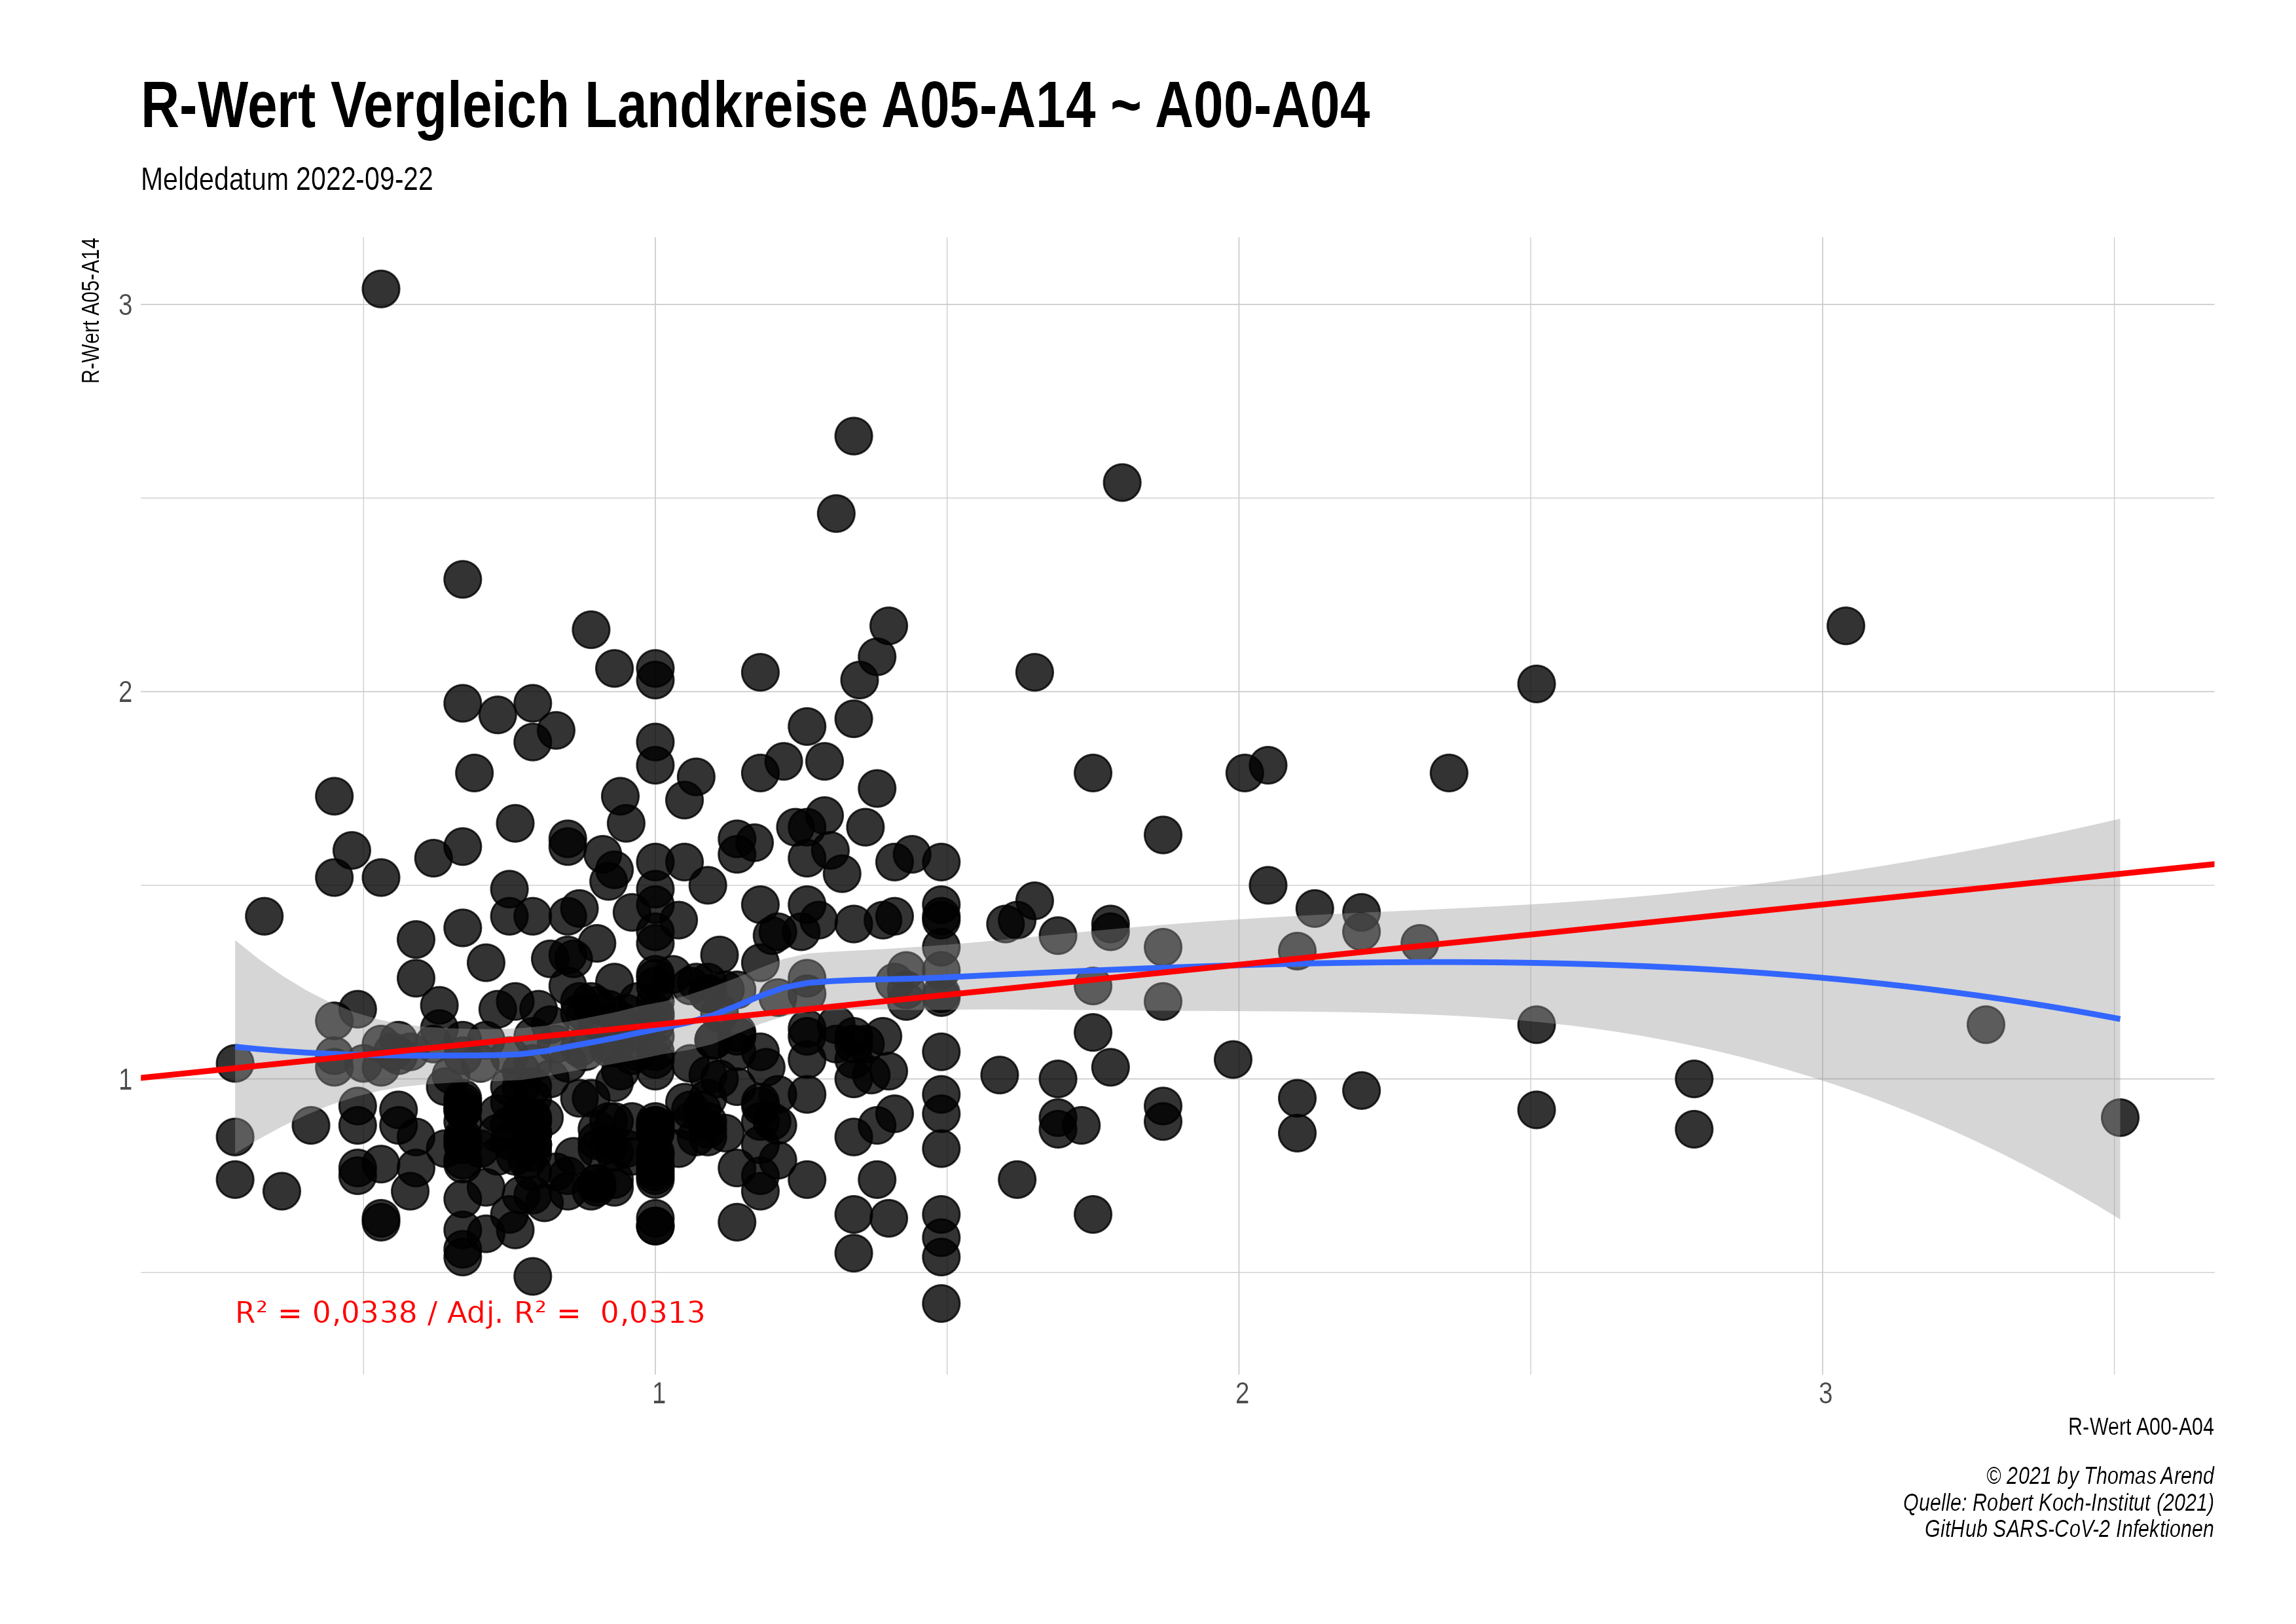 R-Wert Vergleich Landkreise A05-A14 ~ A00-A04
Meldedatum 2022-09-22
R-Wert A05-A14
3
2
1
R² = 0,0338 / Adj. R² =  0,0313
1 2 3
R-Wert A00-A04
© 2021 by Thomas Arend
Quelle: Robert Koch-Institut (2021)
GitHub SARS-CoV-2 Infektionen